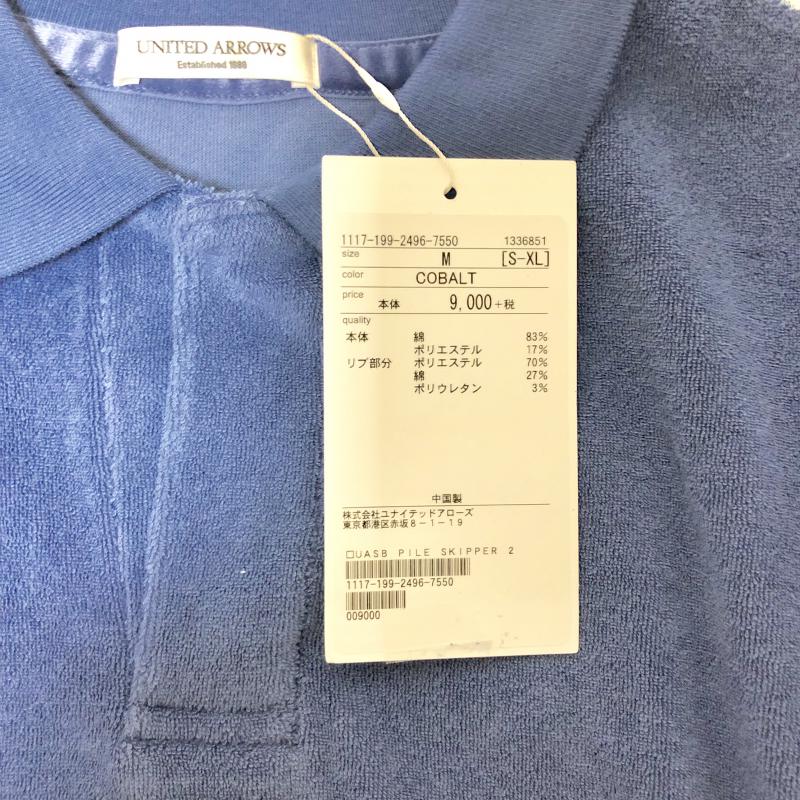 UNITED ARROWS
Established 1989
1117-199-2496-7550 1336851
size M [S-XL]
color COBALT
price 本体 9,000+税
quality
本体 綿 83%
ポリエステル 17%
リブ部分 ポリエステル 70%
綿 27%
ポリウレタン 3%
中国製
株式会社ユナイテッドアローズ
東京都港区赤坂8-1-19
□UASB PILE SKIPPER 2
1117-199-2496-7550
009000